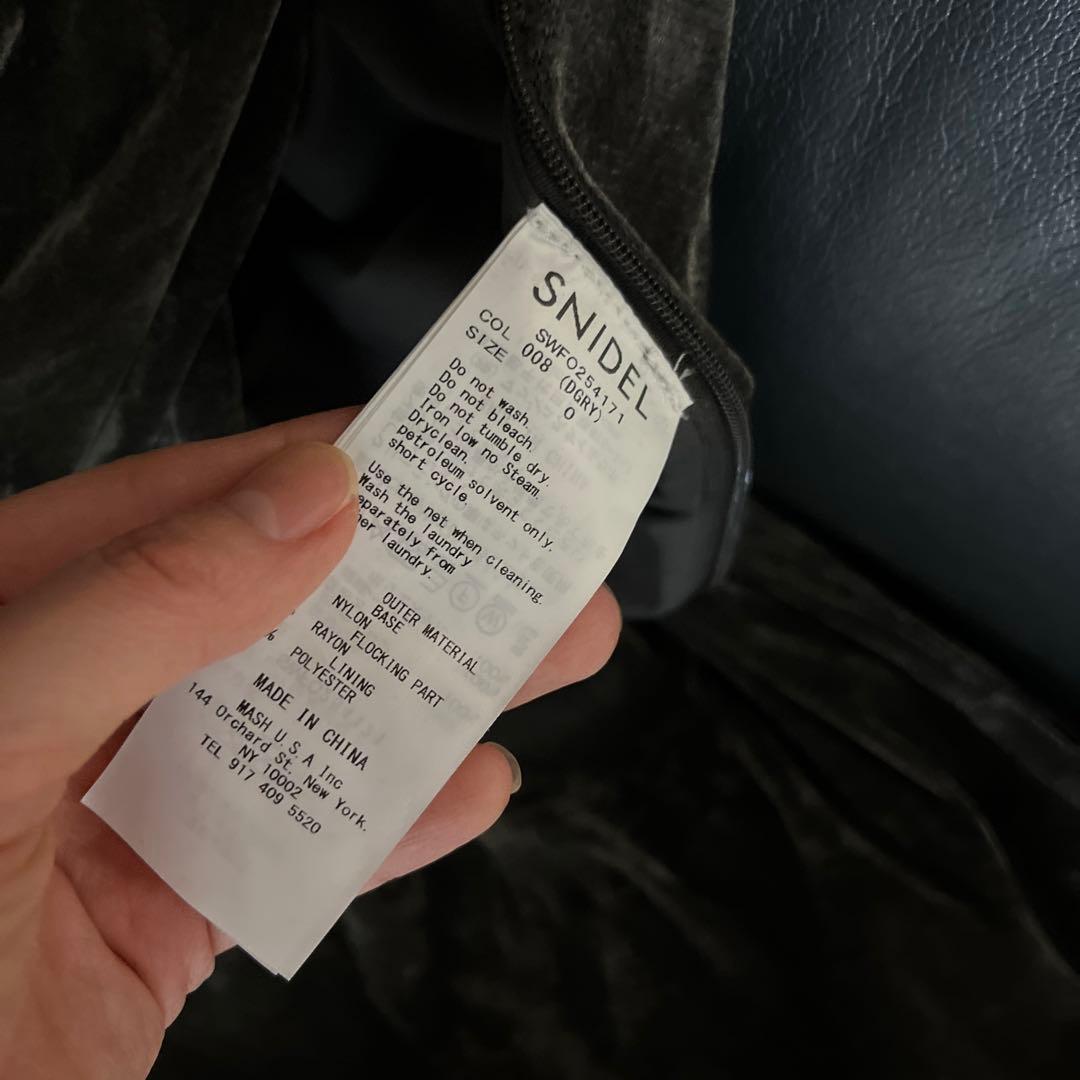 SNIDEL
SWFO254171
COL 008 (DGRY)
SIZE 0
Do not wash.
Do not bleach.
Do not tumble dry.
Iron low no Steam.
Dryclean.
petroleum solvent only.
short cycle.
Use the net when cleaning.
Wash the laundry
eparately from
her laundry.
OUTER MATERIAL
BASE
NYLON
FLOCKING PART
RAYON
LINING
% POLYESTER
MADE IN CHINA
MASH U.S.A Inc
144 Orchard St. New York.
NY 10002
TEL 917 409 5520